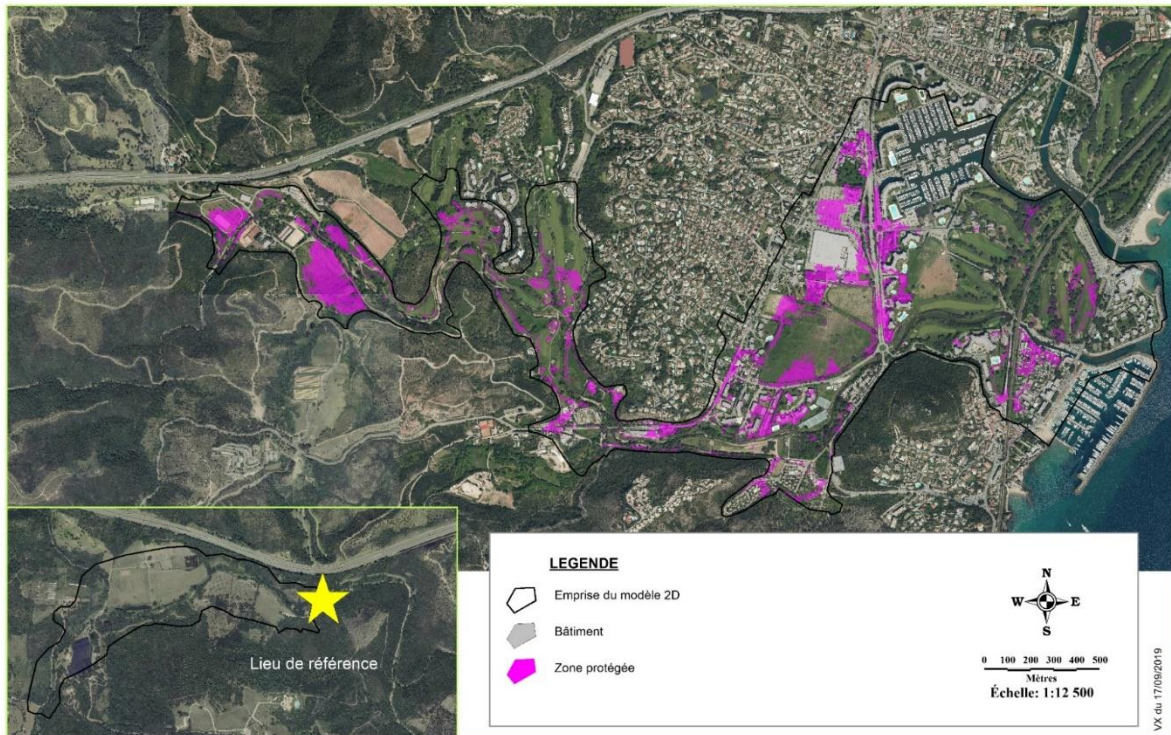 Lieu de référence
LEGENDE
Emprise du modèle 2D
Bâtiment
Zone protégée
N
W E
S
0 100 200 300 400 500
Mètres
Échelle: 1:12 500
VX du 17/09/2019